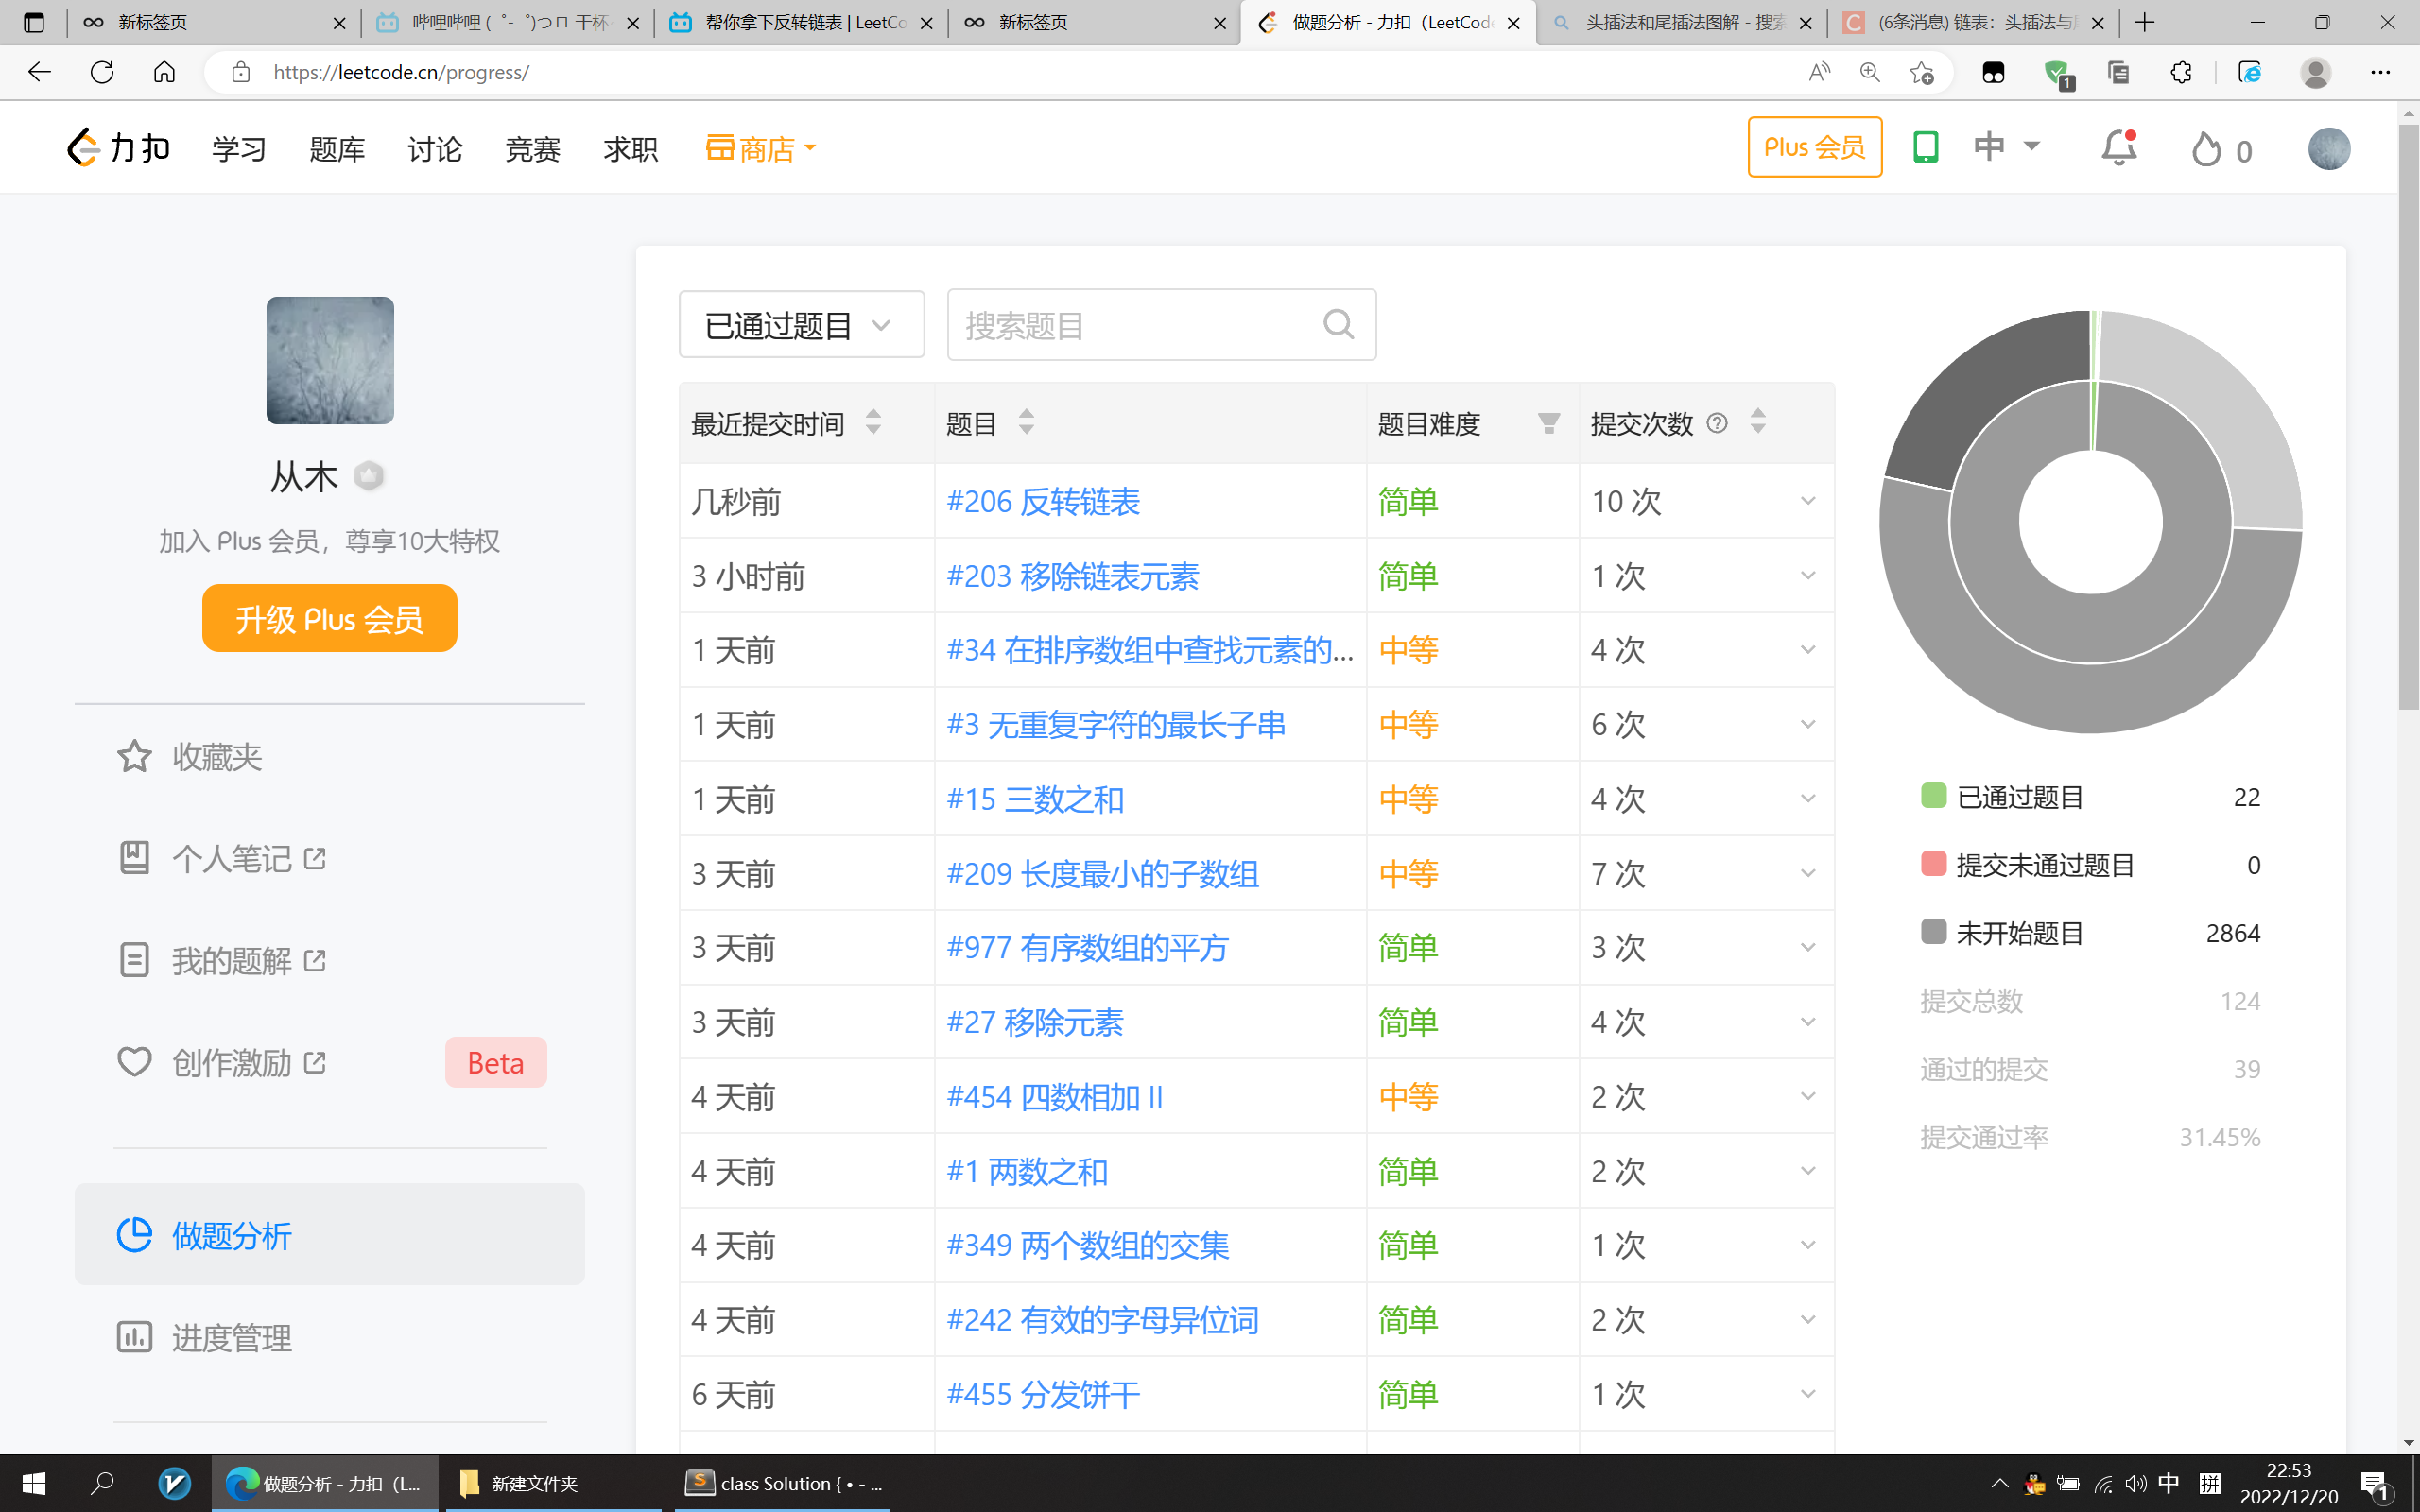 新标签页
哔哩哔哩 (゜-゜)つロ 干杯
帮你拿下反转链表 | LeetCo
新标签页
做题分析 - 力扣（LeetCode
头插法和尾插法图解 - 搜索
(6条消息) 链表：头插法与
https://leetcode.cn/progress/
1
力扣
学习
题库
讨论
竞赛
求职
商店
Plus 会员
中
0
从木
加入 Plus 会员，尊享10大特权
升级 Plus 会员
收藏夹
个人笔记
我的题解
创作激励
Beta
做题分析
进度管理
已通过题目
搜索题目
最近提交时间 题目 题目难度 提交次数
几秒前 #206 反转链表 简单 10 次
3 小时前 #203 移除链表元素 简单 1 次
1 天前 #34 在排序数组中查找元素的... 中等 4 次
1 天前 #3 无重复字符的最长子串 中等 6 次
1 天前 #15 三数之和 中等 4 次
3 天前 #209 长度最小的子数组 中等 7 次
3 天前 #977 有序数组的平方 简单 3 次
3 天前 #27 移除元素 简单 4 次
4 天前 #454 四数相加 II 中等 2 次
4 天前 #1 两数之和 简单 2 次
4 天前 #349 两个数组的交集 简单 1 次
4 天前 #242 有效的字母异位词 简单 2 次
6 天前 #455 分发饼干 简单 1 次
已通过题目 22
提交未通过题目 0
未开始题目 2864
提交总数 124
通过的提交 39
提交通过率 31.45%
做题分析 - 力扣（L...
新建文件夹
class Solution { • - ...
中
拼
22:53
2022/12/20
1